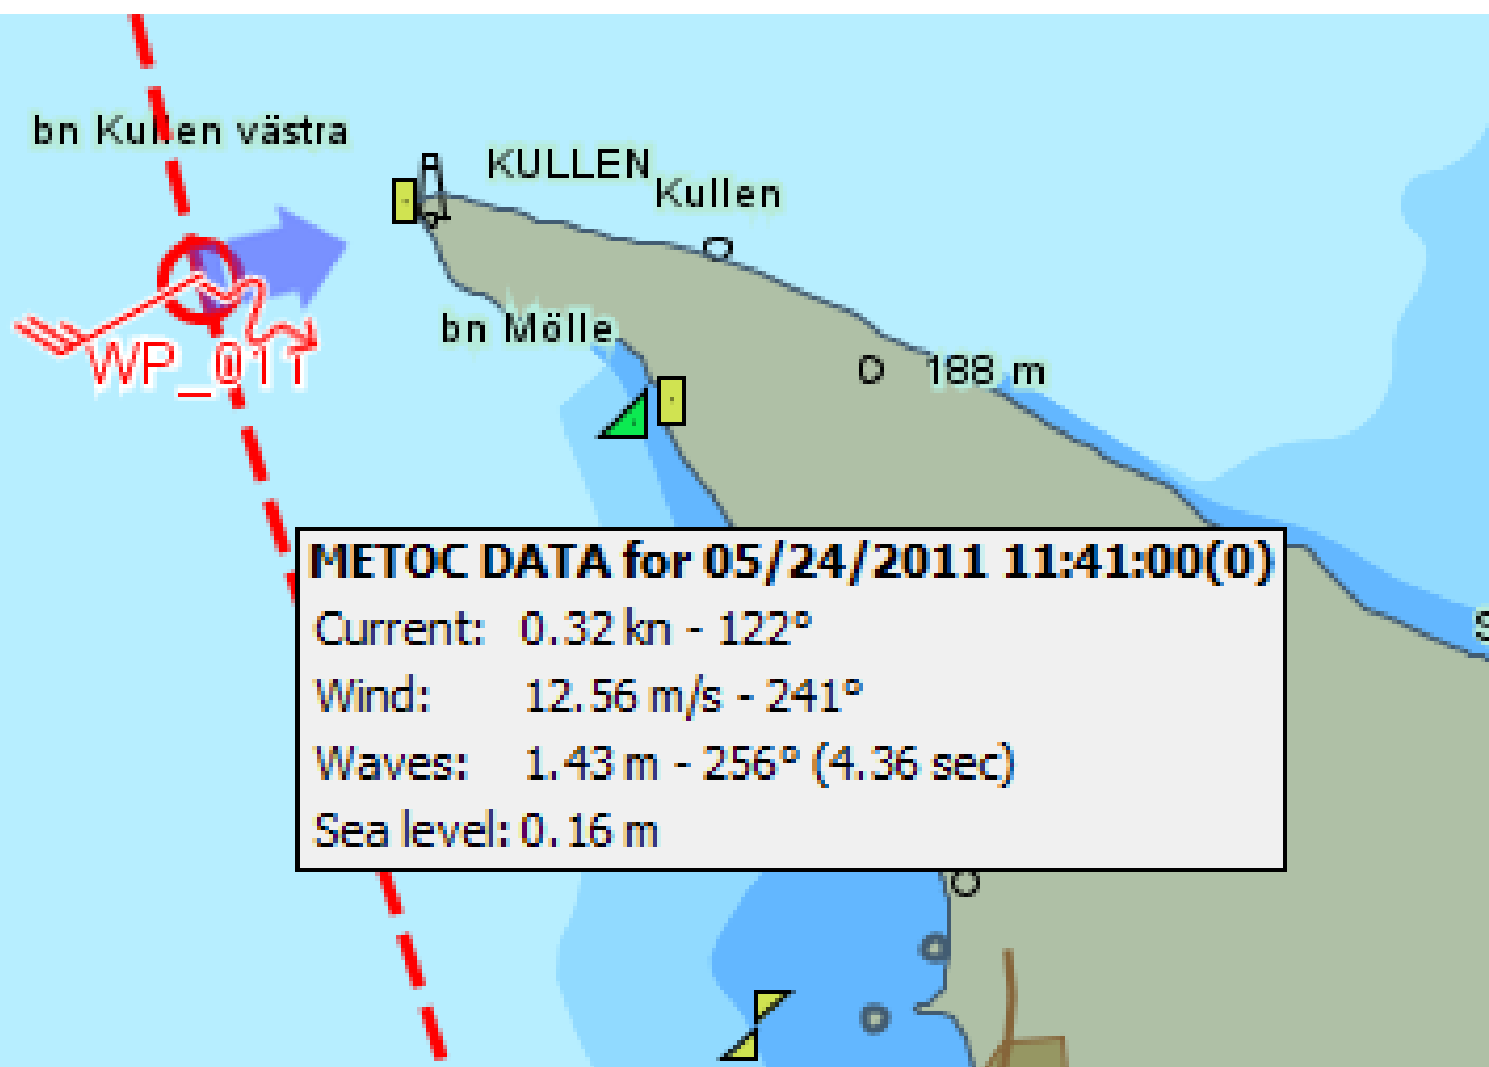 bn Kullen västra
KULLEN
Kullen
bn Mölle
WP_011
188 m
METOC DATA for 05/24/2011 11:41:00(0)
Current: 0.32 kn - 122°
Wind: 12.56 m/s - 241°
Waves: 1.43 m - 256° (4.36 sec)
Sea level: 0.16 m